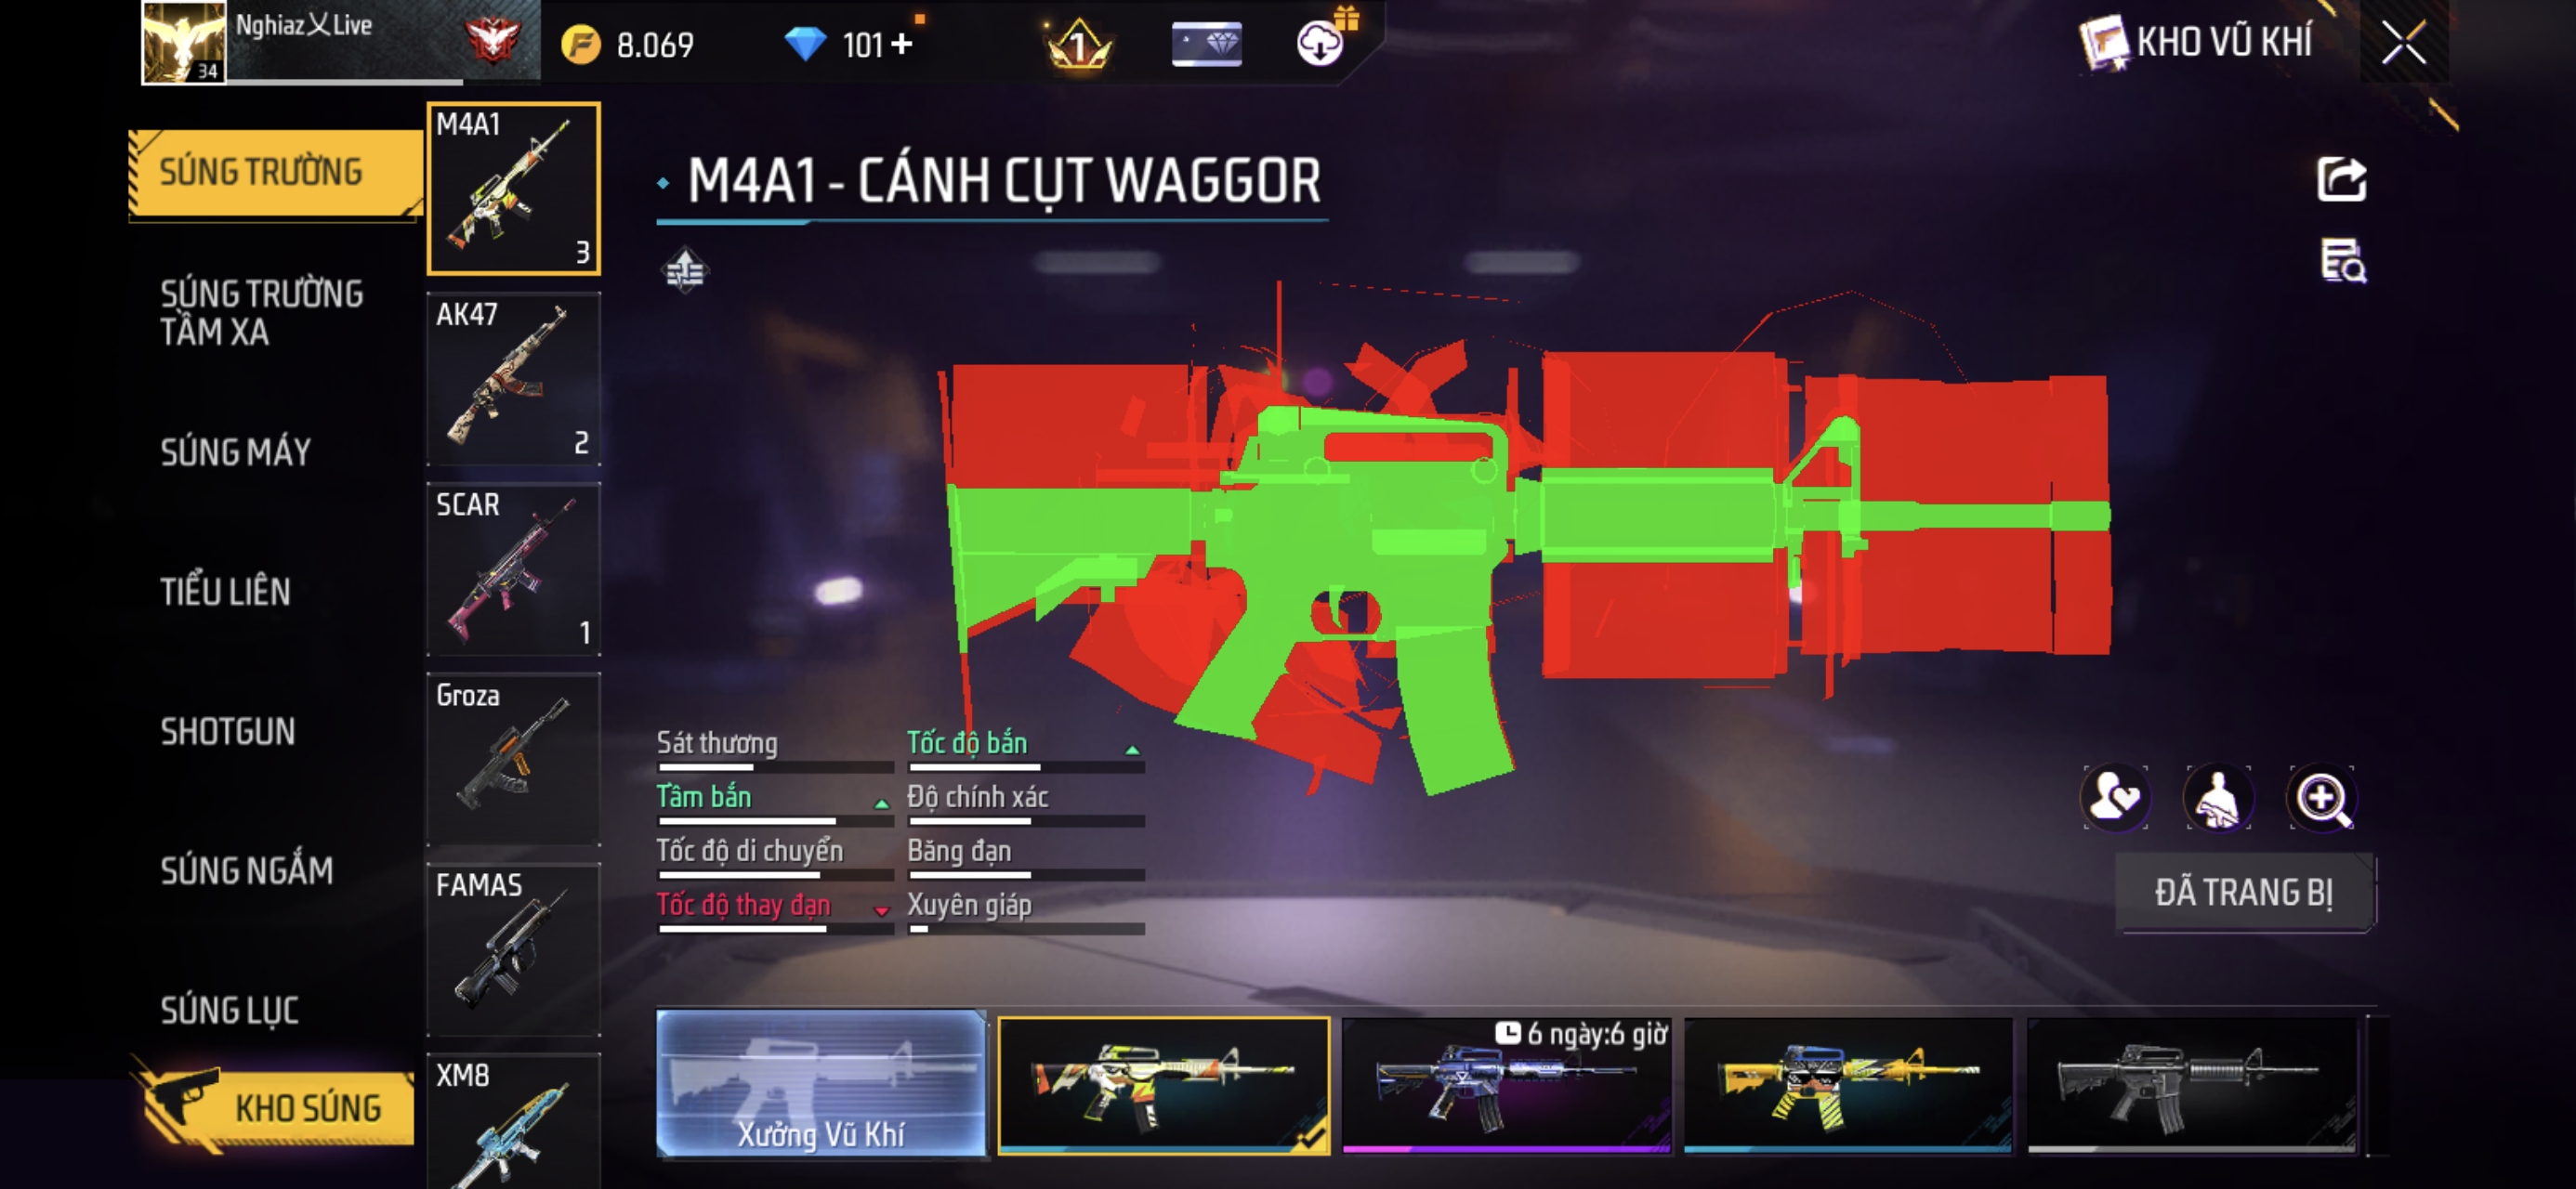 Nghiaz乂Live
34
8.069
101 +
1
KHO VŨ KHÍ
SÚNG TRƯỜNG
SÚNG TRƯỜNG
TẦM XA
SÚNG MÁY
TIỂU LIÊN
SHOTGUN
SÚNG NGẮM
SÚNG LỤC
KHO SÚNG
M4A1
3
AK47
2
SCAR
1
Groza
FAMAS
XM8
M4A1 - CÁNH CỤT WAGGOR
Sát thương
Tốc độ bắn
Tầm bắn
Độ chính xác
Tốc độ di chuyển
Băng đạn
Tốc độ thay đạn
Xuyên giáp
ĐÃ TRANG BỊ
Xưởng Vũ Khí
6 ngày:6 giờ